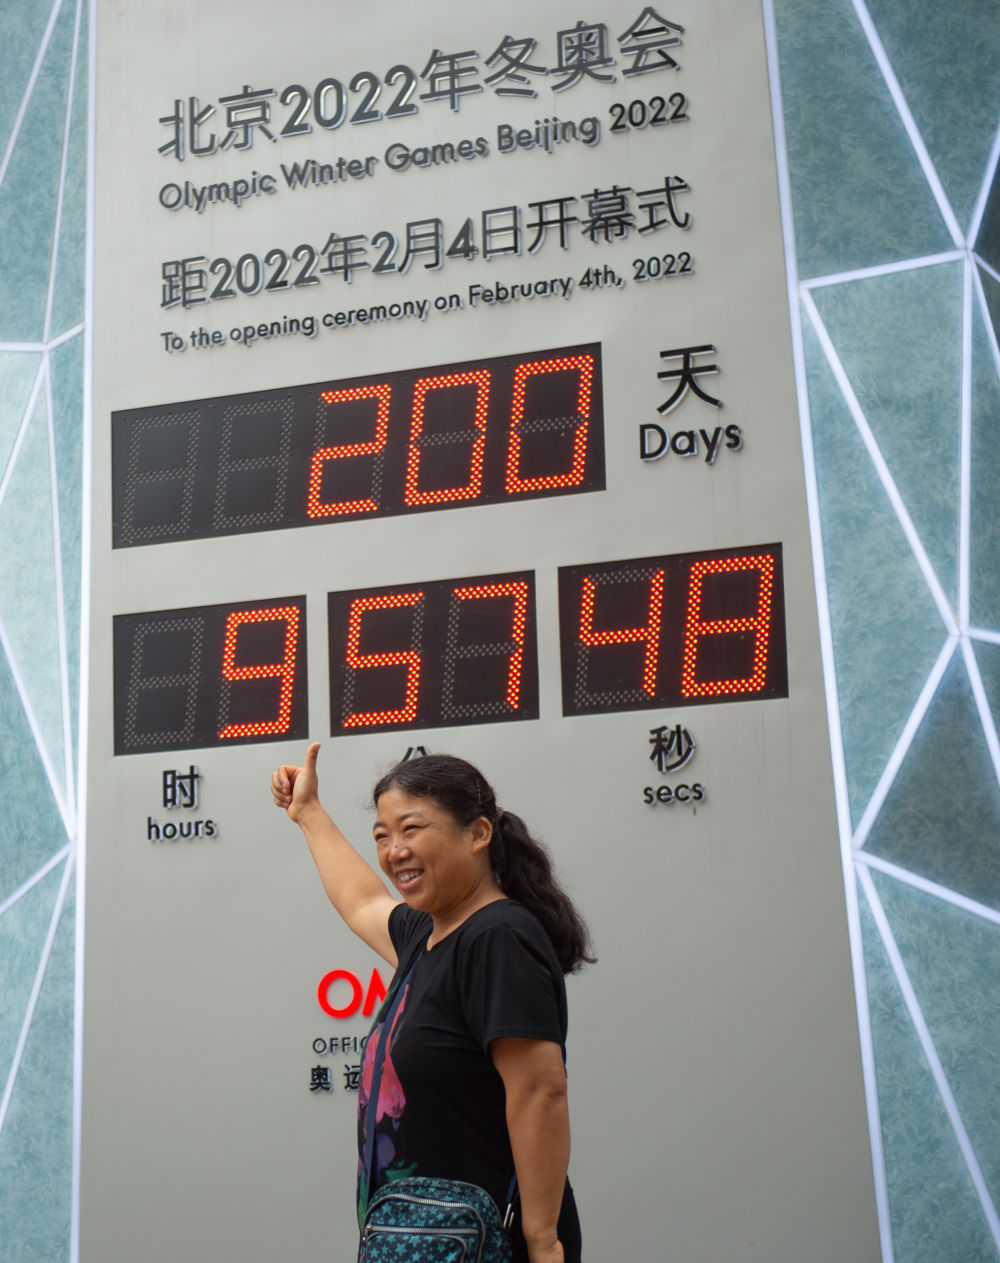 北京2022年冬奥会
Olympic Winter Games Beijing 2022
距2022年2月4日开幕式
To the opening ceremony on February 4th, 2022
200 天
Days
9 57 48
时 秒
hours secs
奥运